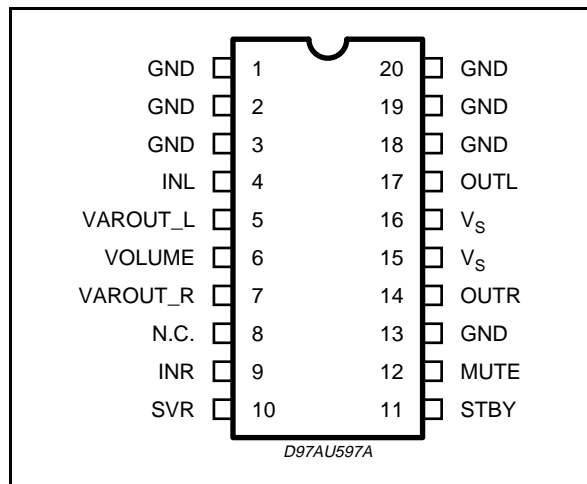 GND 1 20 GND
GND 2 19 GND
GND 3 18 GND
INL 4 17 OUTL
VAROUT_L 5 16 VS
VOLUME 6 15 VS
VAROUT_R 7 14 OUTR
N.C. 8 13 GND
INR 9 12 MUTE
SVR 10 11 STBY
D97AU597A